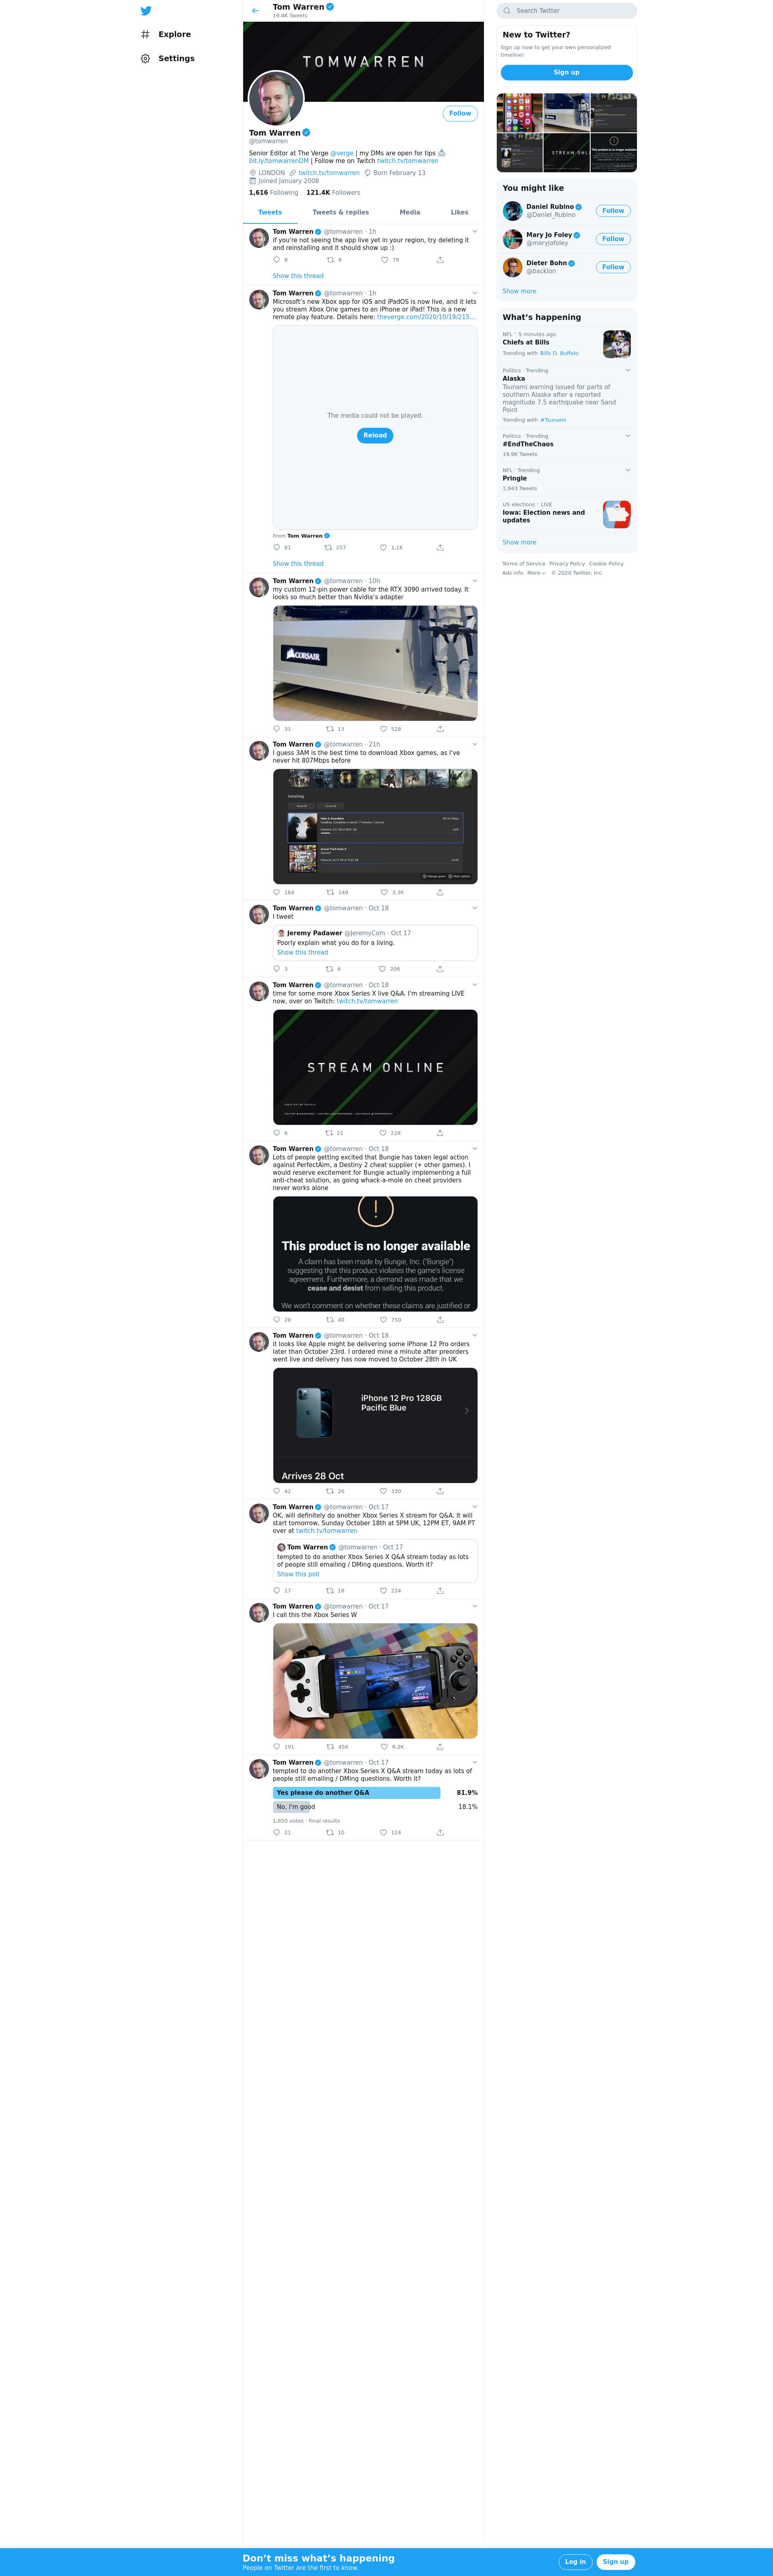 Explore
Settings
Tom Warren
19.4K Tweets
TOMWARREN
Follow
Tom Warren
@tomwarren
Senior Editor at The Verge @verge | my DMs are open for tips
bit.ly/tomwarrenDM | Follow me on Twitch twitch.tv/tomwarren
LONDON twitch.tv/tomwarren Born February 13
Joined January 2008
1,616 Following 121.4K Followers
Tweets Tweets & replies Media Likes
Tom Warren @tomwarren · 1h
if you're not seeing the app live yet in your region, try deleting it
and reinstalling and it should show up :)
8 6 79
Show this thread
Tom Warren @tomwarren · 1h
Microsoft's new Xbox app for iOS and iPadOS is now live, and it lets
you stream Xbox One games to an iPhone or iPad! This is a new
remote play feature. Details here: theverge.com/2020/10/19/215…
The media could not be played.
Reload
From Tom Warren
81 257 1.1K
Show this thread
Tom Warren @tomwarren · 10h
my custom 12-pin power cable for the RTX 3090 arrived today. It
looks so much better than Nvidia's adapter
CORSAIR
31 13 528
Tom Warren @tomwarren · 21h
I guess 3AM is the best time to download Xbox games, as I've
never hit 807Mbps before
Installing
164 149 3.3K
Tom Warren @tomwarren · Oct 18
I tweet
Jeremy Padawer @JeremyCom · Oct 17
Poorly explain what you do for a living.
Show this thread
3 4 206
Tom Warren @tomwarren · Oct 18
time for some more Xbox Series X live Q&A. I'm streaming LIVE
now, over on Twitch: twitch.tv/tomwarren
STREAM ONLINE
6 21 228
Tom Warren @tomwarren · Oct 18
Lots of people getting excited that Bungie has taken legal action
against PerfectAim, a Destiny 2 cheat supplier (+ other games). I
would reserve excitement for Bungie actually implementing a full
anti-cheat solution, as going whack-a-mole on cheat providers
never works alone
This product is no longer available
A claim has been made by Bungie, Inc. ("Bungie")
suggesting that this product violates the game's license
agreement. Furthermore, a demand was made that we
cease and desist from selling this product.
We won't comment on whether these claims are justified or
28 40 750
Tom Warren @tomwarren · Oct 18
it looks like Apple might be delivering some iPhone 12 Pro orders
later than October 23rd. I ordered mine a minute after preorders
went live and delivery has now moved to October 28th in UK
iPhone 12 Pro 128GB
Pacific Blue
Arrives 28 Oct
42 20 330
Tom Warren @tomwarren · Oct 17
OK, will definitely do another Xbox Series X stream for Q&A. It will
start tomorrow, Sunday October 18th at 5PM UK, 12PM ET, 9AM PT
over at twitch.tv/tomwarren
Tom Warren @tomwarren · Oct 17
tempted to do another Xbox Series X Q&A stream today as lots
of people still emailing / DMing questions. Worth it?
Show this poll
17 18 224
Tom Warren @tomwarren · Oct 17
I call this the Xbox Series W
FORZA
191 458 6.2K
Tom Warren @tomwarren · Oct 17
tempted to do another Xbox Series X Q&A stream today as lots of
people still emailing / DMing questions. Worth it?
Yes please do another Q&A 81.9%
No, I'm good 18.1%
1,650 votes · Final results
21 10 124
Search Twitter
New to Twitter?
Sign up now to get your own personalized
timeline!
Sign up
STREAM ONL
This product is no longer available
You might like
Daniel Rubino
@Daniel_Rubino
Follow
Mary Jo Foley
@maryjofoley
Follow
Dieter Bohn
@backlon
Follow
Show more
What's happening
NFL · 5 minutes ago
Chiefs at Bills
Trending with Bills D, Buffalo
Politics · Trending
Alaska
Tsunami warning issued for parts of
southern Alaska after a reported
magnitude 7.5 earthquake near Sand
Point
Trending with #Tsunami
Politics · Trending
#EndTheChaos
19.9K Tweets
NFL · Trending
Pringle
1,943 Tweets
US elections · LIVE
Iowa: Election news and
updates
Show more
Terms of Service Privacy Policy Cookie Policy
Ads info More © 2020 Twitter, Inc.
Don't miss what's happening
People on Twitter are the first to know.
Log in
Sign up